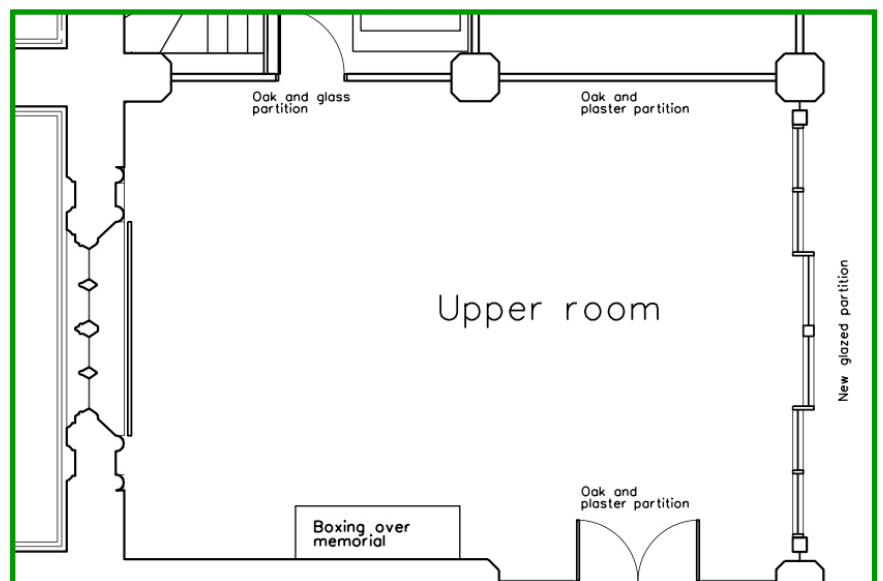 Oak and glass
partition
Oak and
plaster partition
Upper room
New glazed partition
Oak and
plaster partition
Boxing over
memorial